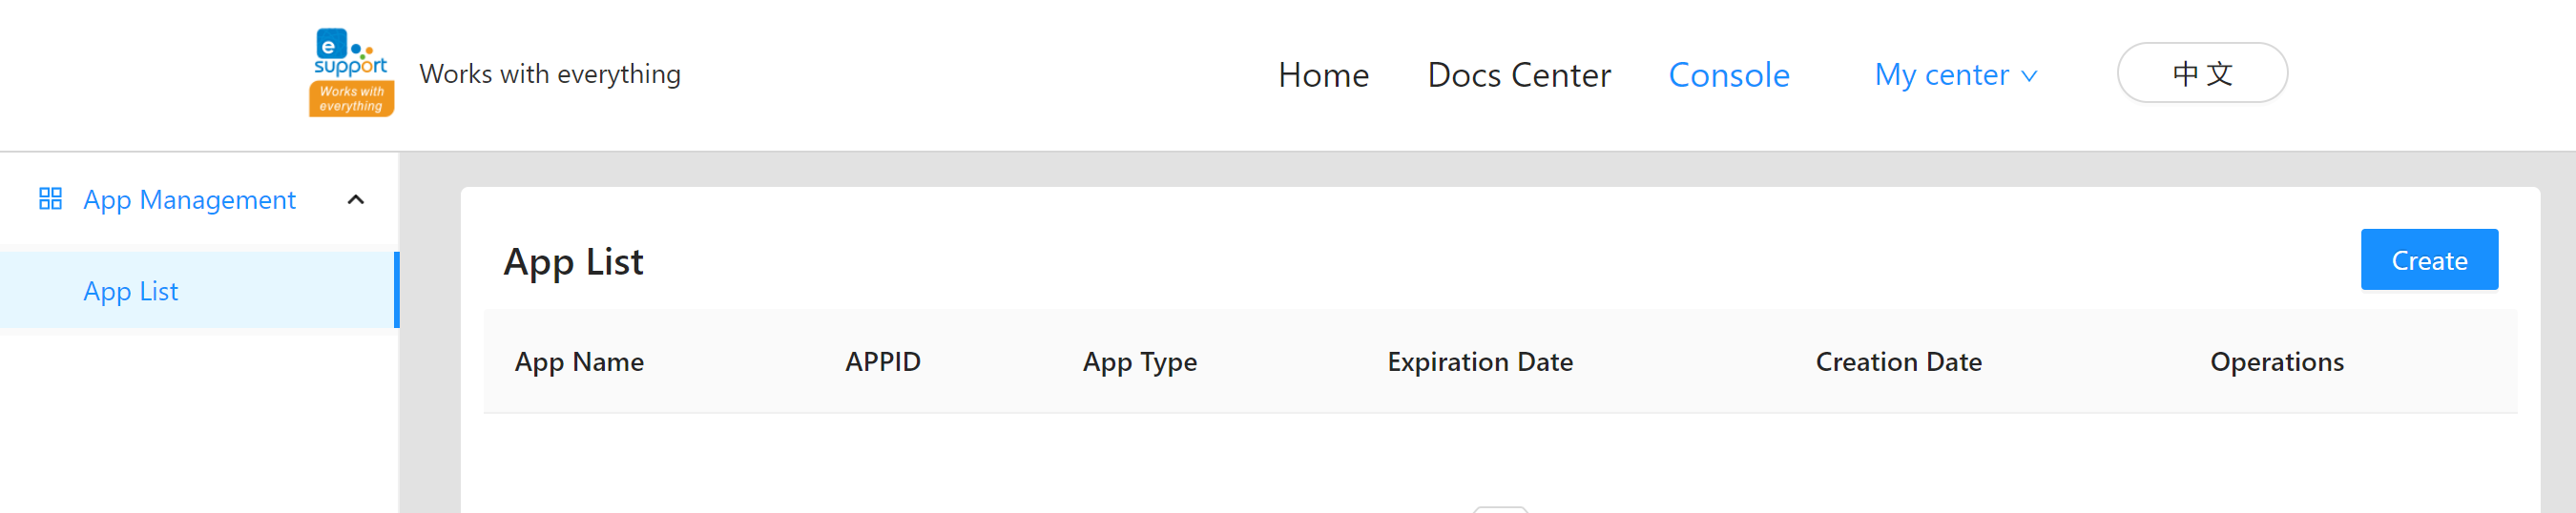 e
support
Works with
everything
Works with everything
Home
Docs Center
Console
My center
中文
App Management
App List
App List
Create
App Name
APPID
App Type
Expiration Date
Creation Date
Operations